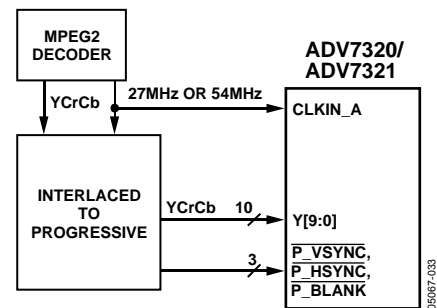 MPEG2
DECODER
ADV7320/
ADV7321
YCrCb
27MHz OR 54MHz
CLKIN_A
INTERLACED
TO
PROGRESSIVE
YCrCb
10
Y[9:0]
3
P_VSYNC,
P_HSYNC,
P_BLANK
05067-033